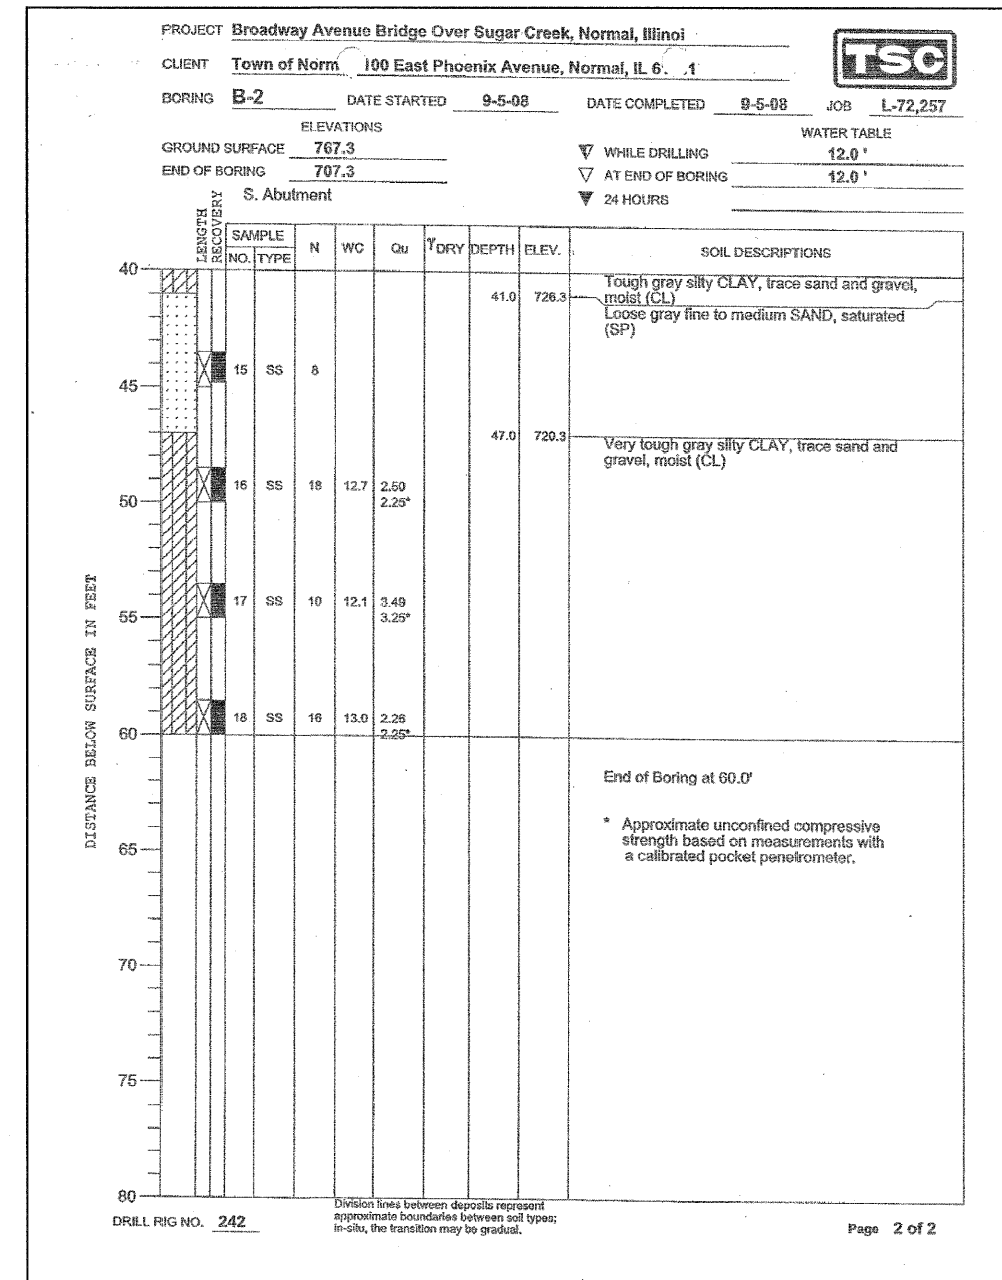 PROJECT Broadway Avenue Bridge Over Sugar Creek, Normal, Illinoi
TSC
CLIENT Town of Norm 100 East Phoenix Avenue, Normal, IL 6 1
BORING B-2 DATE STARTED 9-5-08 DATE COMPLETED 9-5-08 JOB L-72,257
ELEVATIONS WATER TABLE
GROUND SURFACE 767.3 WHILE DRILLING 12.0 '
END OF BORING 707.3 AT END OF BORING 12.0 '
S. Abutment 24 HOURS
LENGTH
RECOVERY
SAMPLE N WC Qu γDRY DEPTH ELEV. SOIL DESCRIPTIONS
NO. TYPE
40
Tough gray silty CLAY, trace sand and gravel,
41.0 726.3 moist (CL)
Loose gray fine to medium SAND, saturated
(SP)
15 SS 8
45
47.0 720.3
Very tough gray silty CLAY, trace sand and
gravel, moist (CL)
16 SS 18 12.7 2.50
50 2.25*
17 SS 10 12.1 3.49
55 3.25*
18 SS 16 13.0 2.26
60 2.25*
DISTANCE BELOW SURFACE IN FEET
End of Boring at 60.0'
* Approximate unconfined compressive
strength based on measurements with
a calibrated pocket penetrometer.
65
70
75
80
Division lines between deposits represent
approximate boundaries between soil types;
in-situ, the transition may be gradual.
DRILL RIG NO. 242
Page 2 of 2